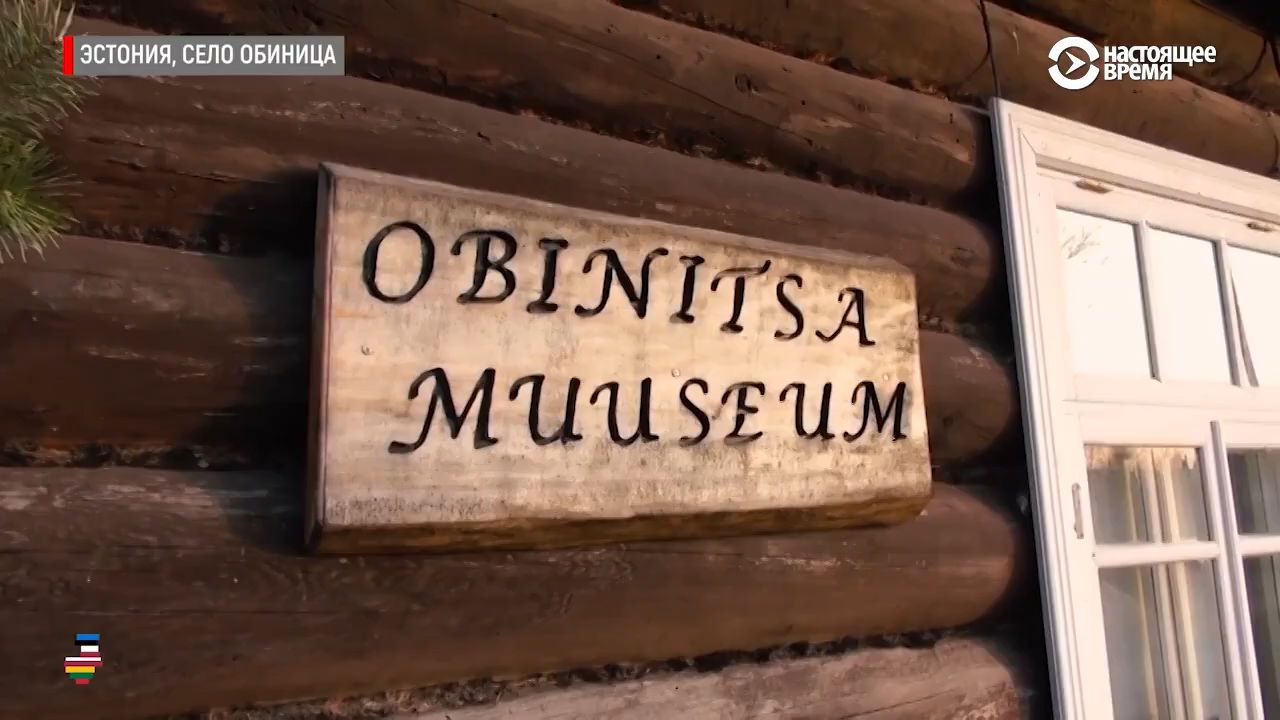 ЭСТОНИЯ, СЕЛО ОБИНИЦА
НАСТОЯЩЕЕ
ВРЕМЯ
OBINITSA
MUUSEUM